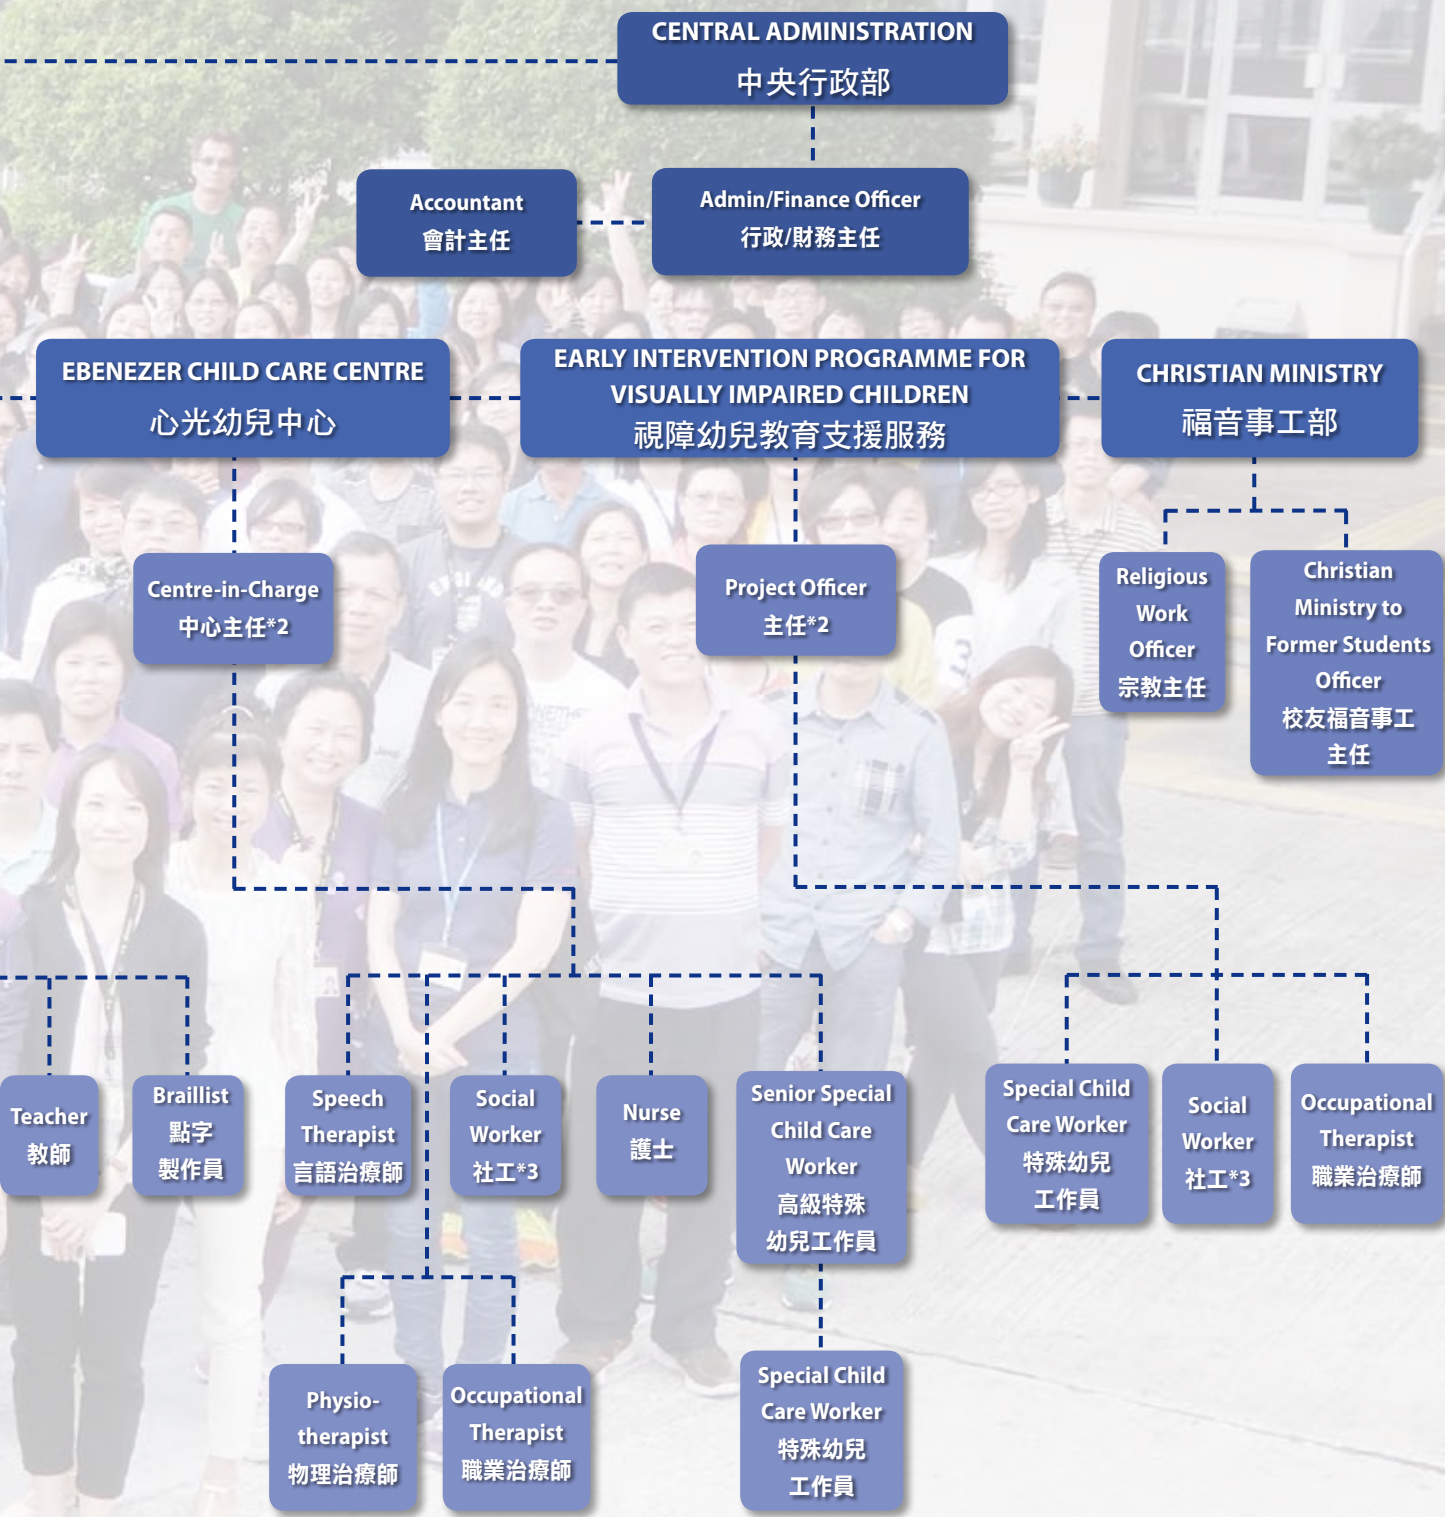 CENTRAL ADMINISTRATION
中央行政部
Accountant
會計主任
Admin/Finance Officer
行政/財務主任
EBENEZER CHILD CARE CENTRE
心光幼兒中心
EARLY INTERVENTION PROGRAMME FOR
VISUALLY IMPAIRED CHILDREN
視障幼兒教育支援服務
CHRISTIAN MINISTRY
福音事工部
Centre-in-Charge
中心主任*2
Project Officer
主任*2
Religious
Work
Officer
宗教主任
Christian
Ministry to
Former Students
Officer
校友福音事工
主任
Teacher
教師
Braillist
點字
製作員
Speech
Therapist
言語治療師
Social
Worker
社工*3
Nurse
護士
Senior Special
Child Care
Worker
高級特殊
幼兒工作員
Special Child
Care Worker
特殊幼兒
工作員
Social
Worker
社工*3
Occupational
Therapist
職業治療師
Physio-
therapist
物理治療師
Occupational
Therapist
職業治療師
Special Child
Care Worker
特殊幼兒
工作員